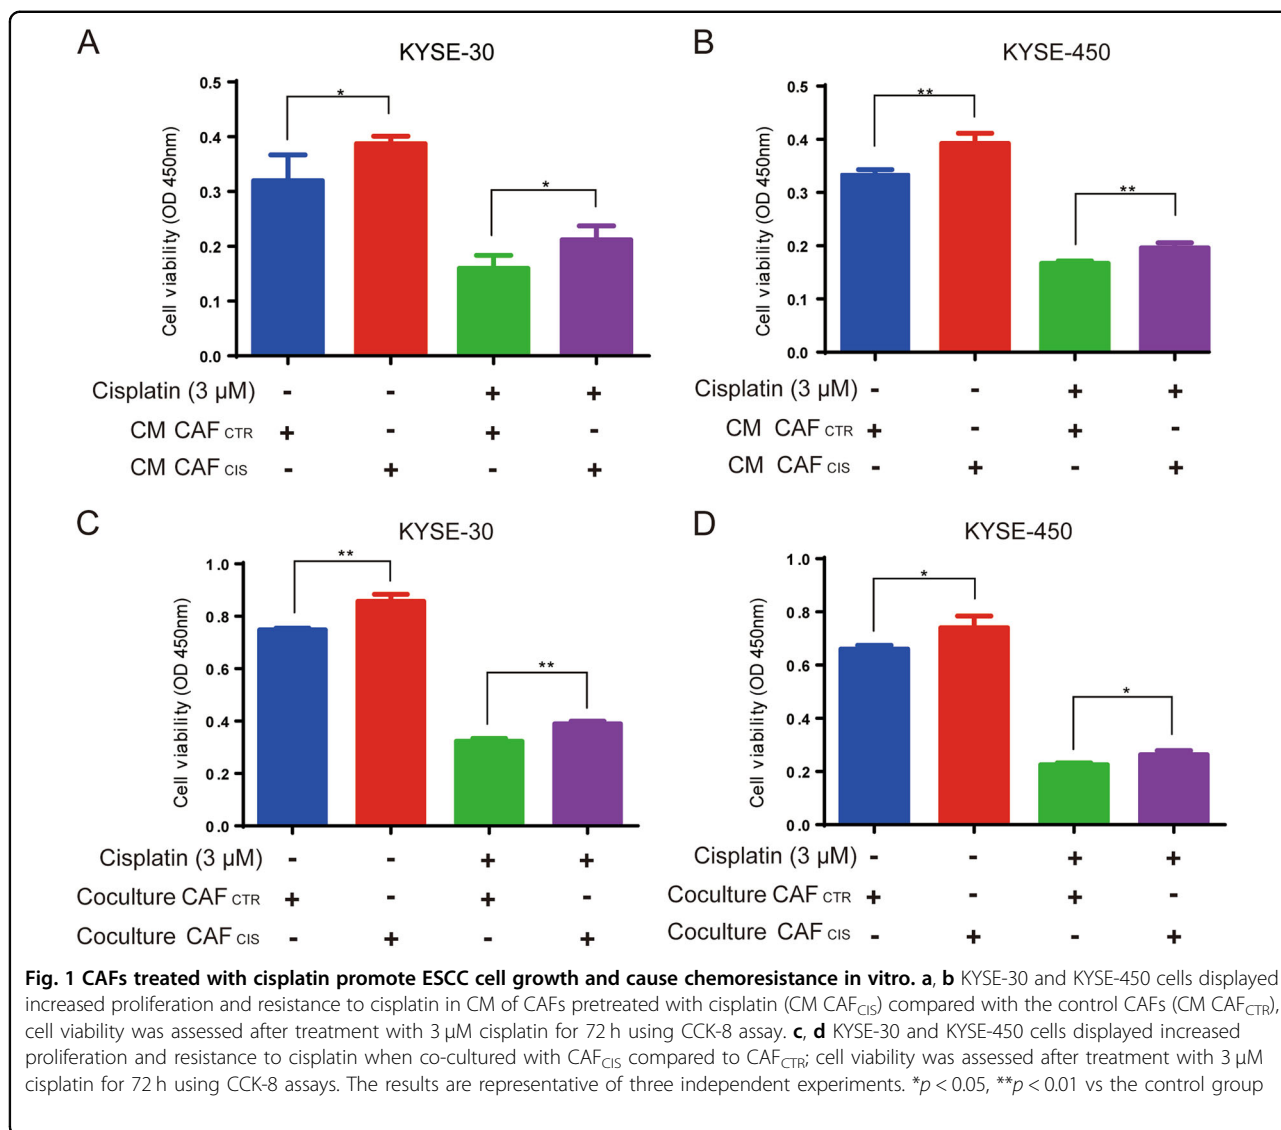 A
KYSE-30
Cell viability (OD 450nm)
0.5
0.4
0.3
0.2
0.1
0.0
*
*
Cisplatin (3 µM) - - + +
CM CAF CTR + - + -
CM CAF CIS - + - +
B
KYSE-450
Cell viability (OD 450nm)
0.5
0.4
0.3
0.2
0.1
0.0
**
**
Cisplatin (3 µM) - - + +
CM CAF CTR + - + -
CM CAF CIS - + - +
C
KYSE-30
Cell viability (OD 450nm)
1.0
0.8
0.6
0.4
0.2
0.0
**
**
Cisplatin (3 µM) - - + +
Coculture CAF CTR + - + -
Coculture CAF CIS - + - +
D
KYSE-450
Cell viability (OD 450nm)
1.0
0.8
0.6
0.4
0.2
0.0
*
*
Cisplatin (3 µM) - - + +
Coculture CAF CTR + - + -
Coculture CAF CIS - + - +
Fig. 1 CAFs treated with cisplatin promote ESCC cell growth and cause chemoresistance in vitro. a, b KYSE-30 and KYSE-450 cells displayed
increased proliferation and resistance to cisplatin in CM of CAFs pretreated with cisplatin (CM CAFCIS) compared with the control CAFs (CM CAFCTR),
cell viability was assessed after treatment with 3 µM cisplatin for 72 h using CCK-8 assay. c, d KYSE-30 and KYSE-450 cells displayed increased
proliferation and resistance to cisplatin when co-cultured with CAFCIS compared to CAFCTR; cell viability was assessed after treatment with 3 µM
cisplatin for 72 h using CCK-8 assays. The results are representative of three independent experiments. *p < 0.05, **p < 0.01 vs the control group